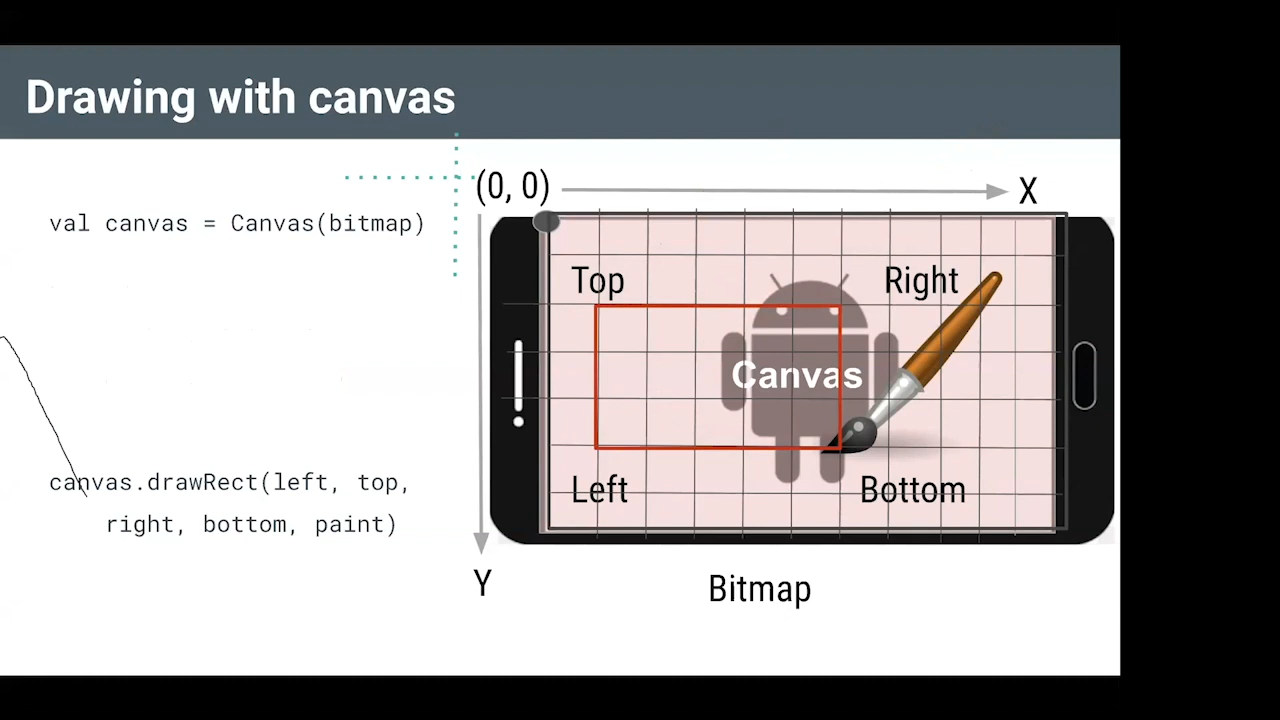 Drawing with canvas
(0, 0)
X
val canvas = Canvas(bitmap)
Top
Right
Canvas
canvas.drawRect(left, top,
right, bottom, paint)
Left
Bottom
Y
Bitmap